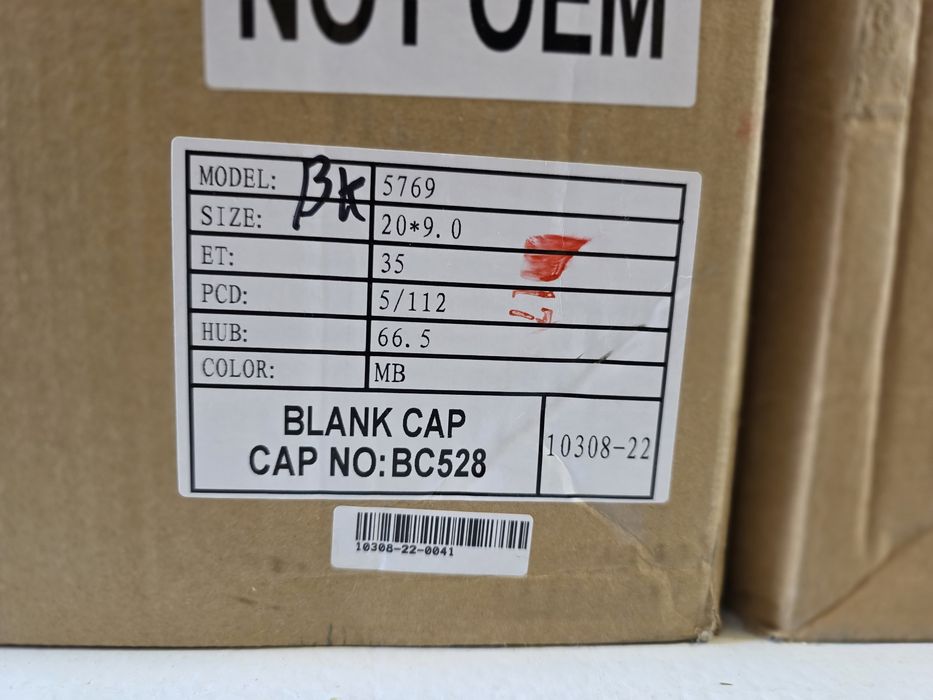 NOT OEM
MODEL: BK 5769
SIZE: 20*9.0
ET: 35
PCD: 5/112
HUB: 66.5
COLOR: MB
BLANK CAP
CAP NO:BC528
10308-22
10308-22-0041